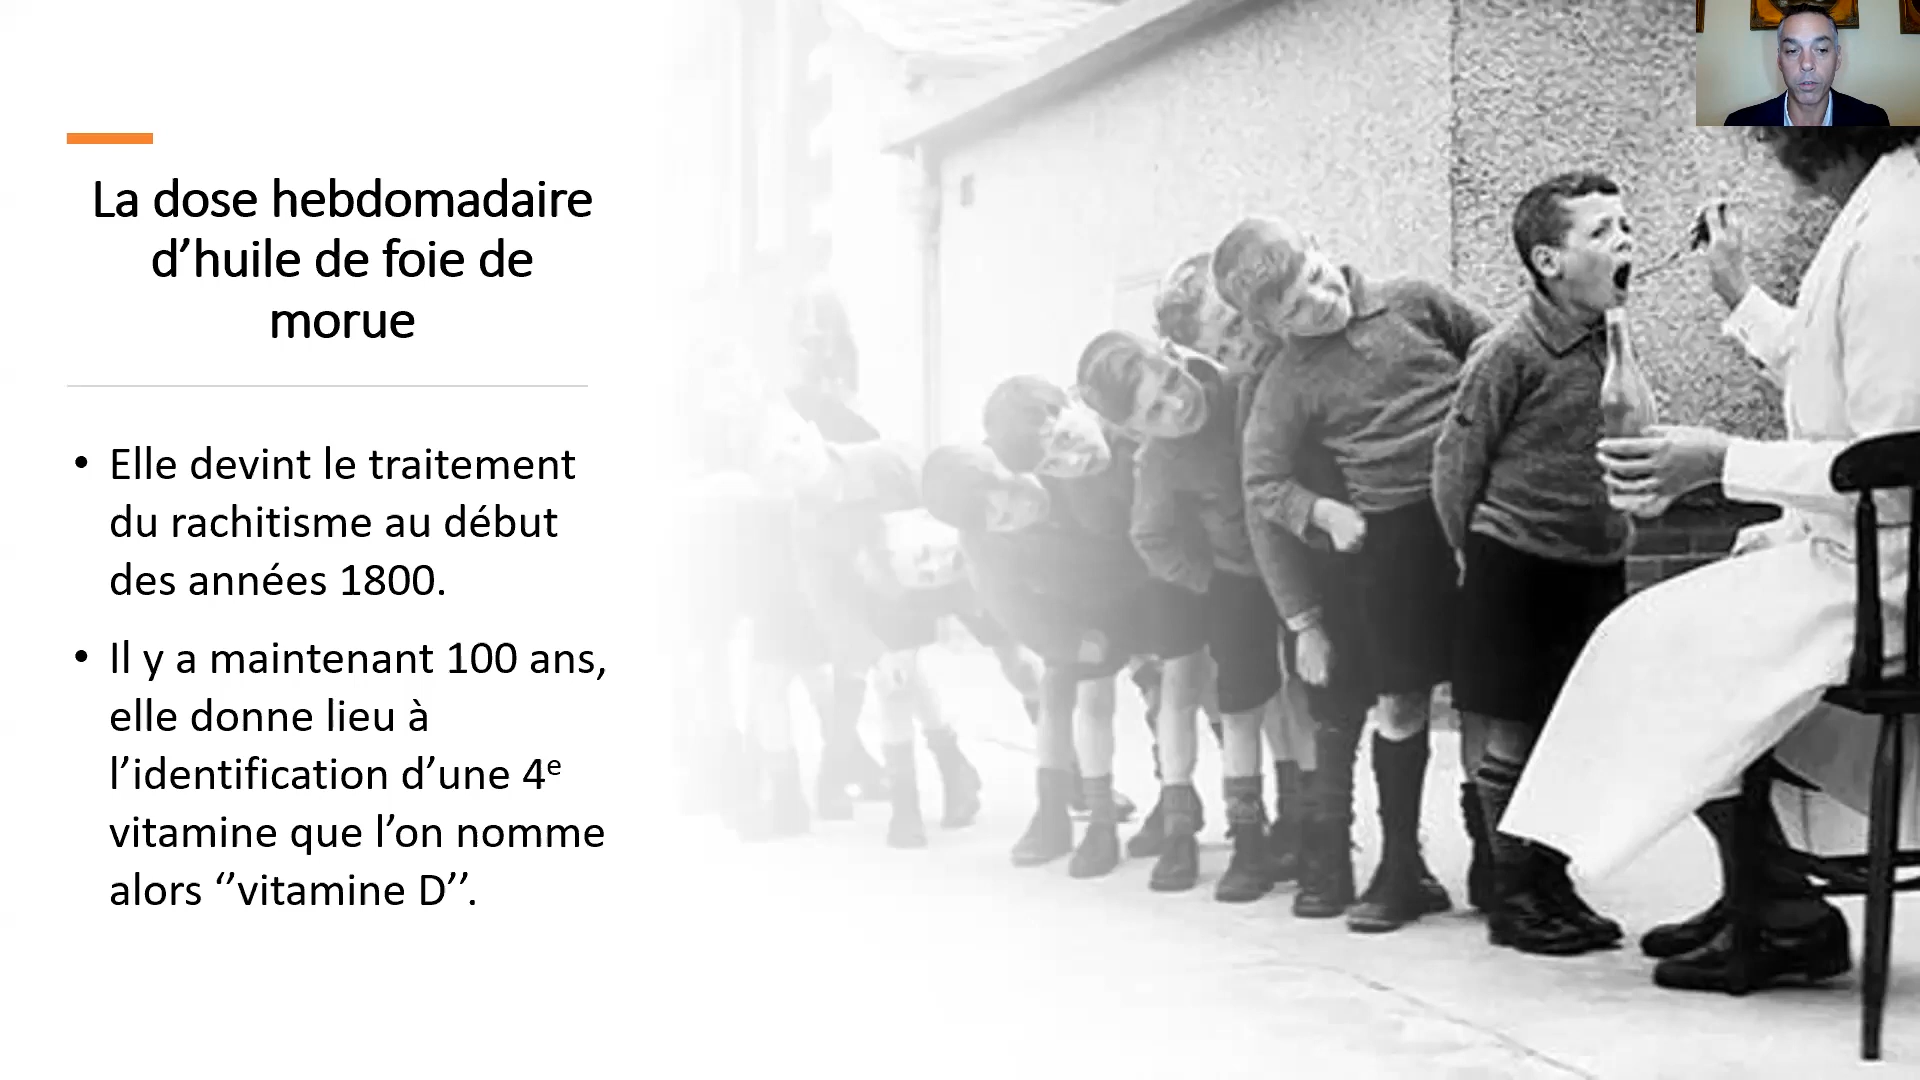 La dose hebdomadaire
d’huile de foie de
morue
• Elle devint le traitement
du rachitisme au début
des années 1800.
• Il y a maintenant 100 ans,
elle donne lieu à
l’identification d’une 4ᵉ
vitamine que l’on nomme
alors ‘’vitamine D’’.